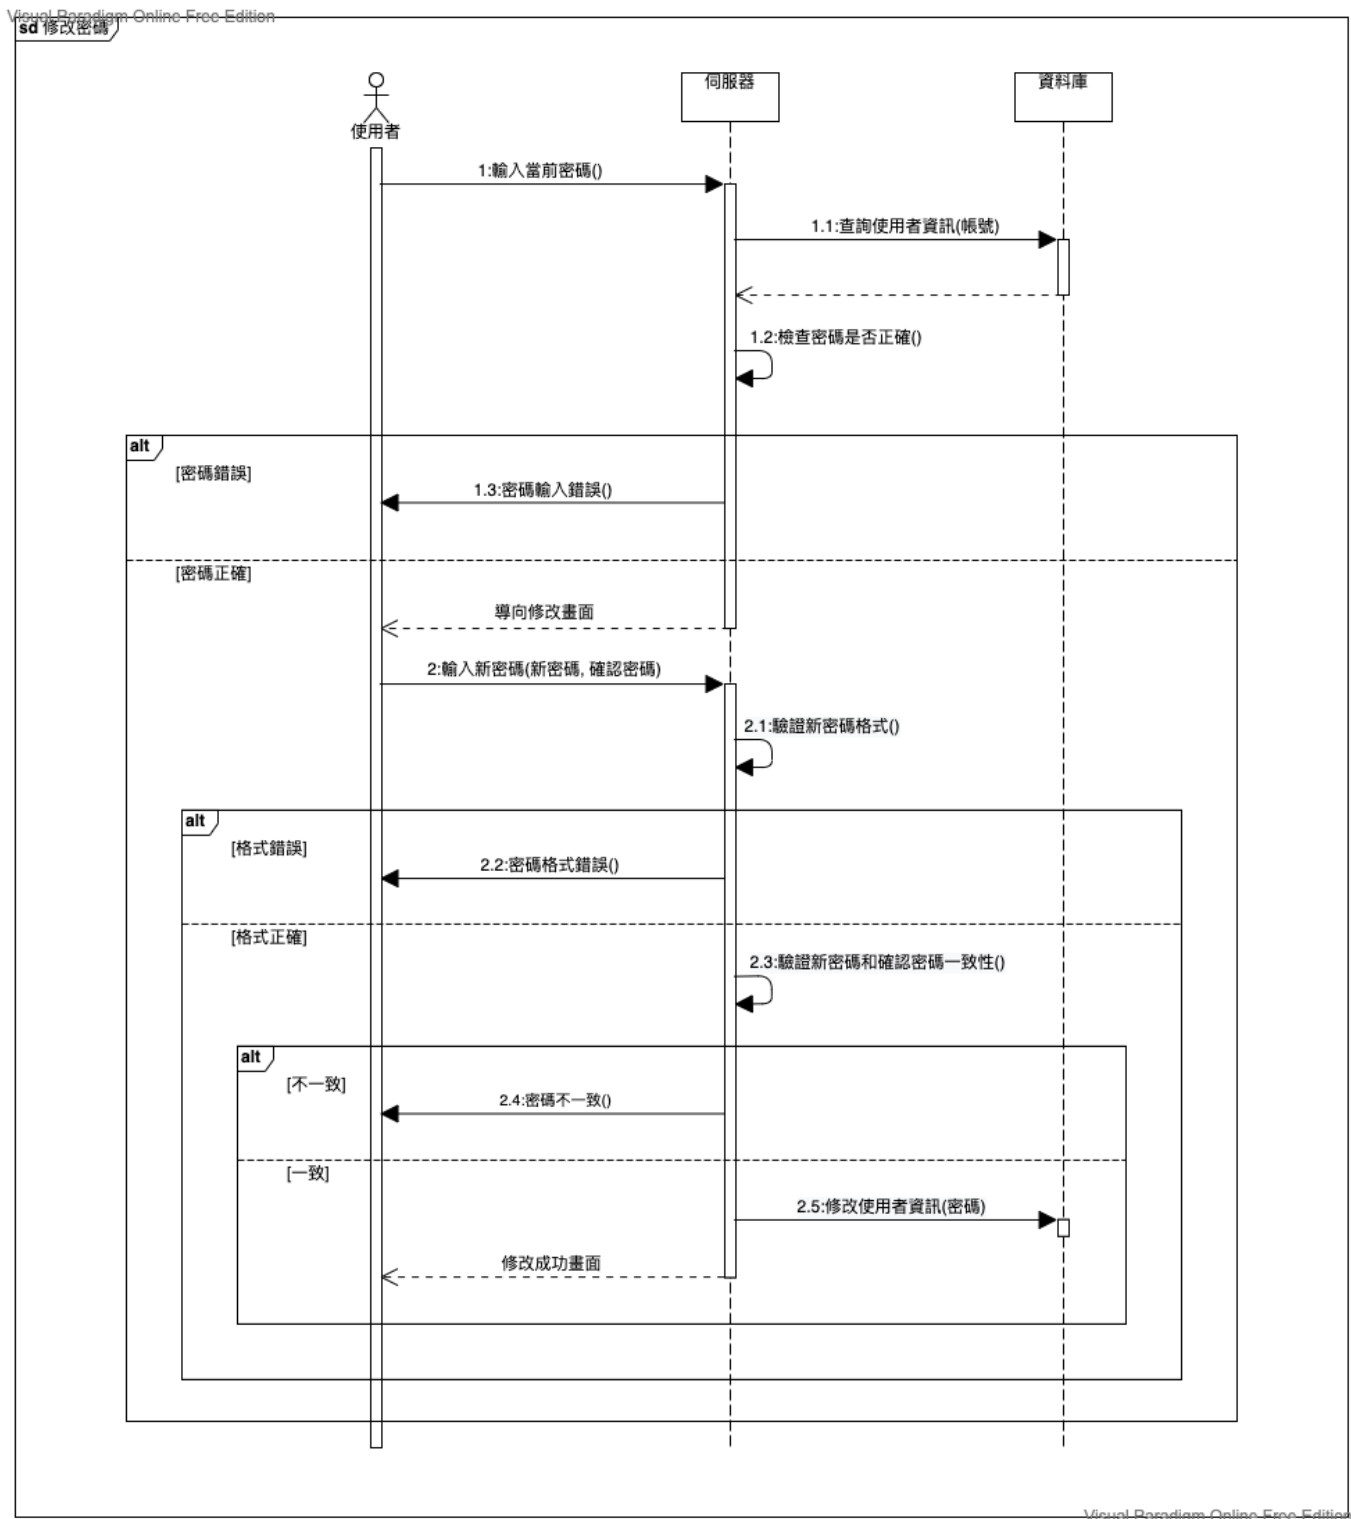 Visual Paradigm Online Free Edition
sd 修改密碼
伺服器
資料庫
使用者
1:輸入當前密碼()
1.1:查詢使用者資訊(帳號)
1.2:檢查密碼是否正確()
alt
[密碼錯誤]
1.3:密碼輸入錯誤()
[密碼正確]
導向修改畫面
2:輸入新密碼(新密碼, 確認密碼)
2.1:驗證新密碼格式()
alt
[格式錯誤]
2.2:密碼格式錯誤()
[格式正確]
2.3:驗證新密碼和確認密碼一致性()
alt
[不一致]
2.4:密碼不一致()
[一致]
2.5:修改使用者資訊(密碼)
修改成功畫面
Visual Paradigm Online Free Edition